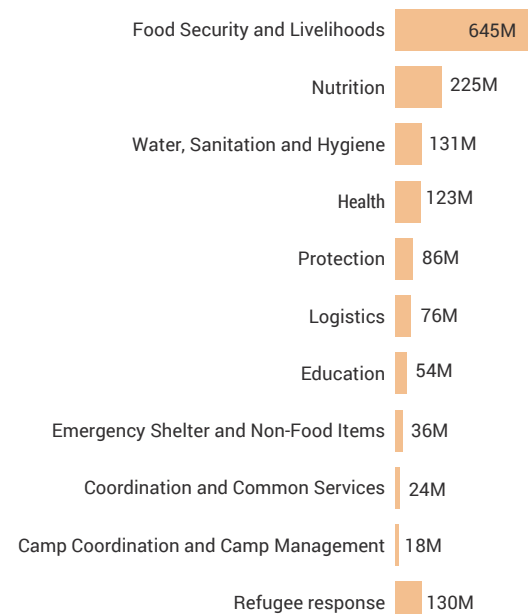 Food Security and Livelihoods 645M
Nutrition 225M
Water, Sanitation and Hygiene 131M
Health 123M
Protection 86M
Logistics 76M
Education 54M
Emergency Shelter and Non-Food Items 36M
Coordination and Common Services 24M
Camp Coordination and Camp Management 18M
Refugee response 130M